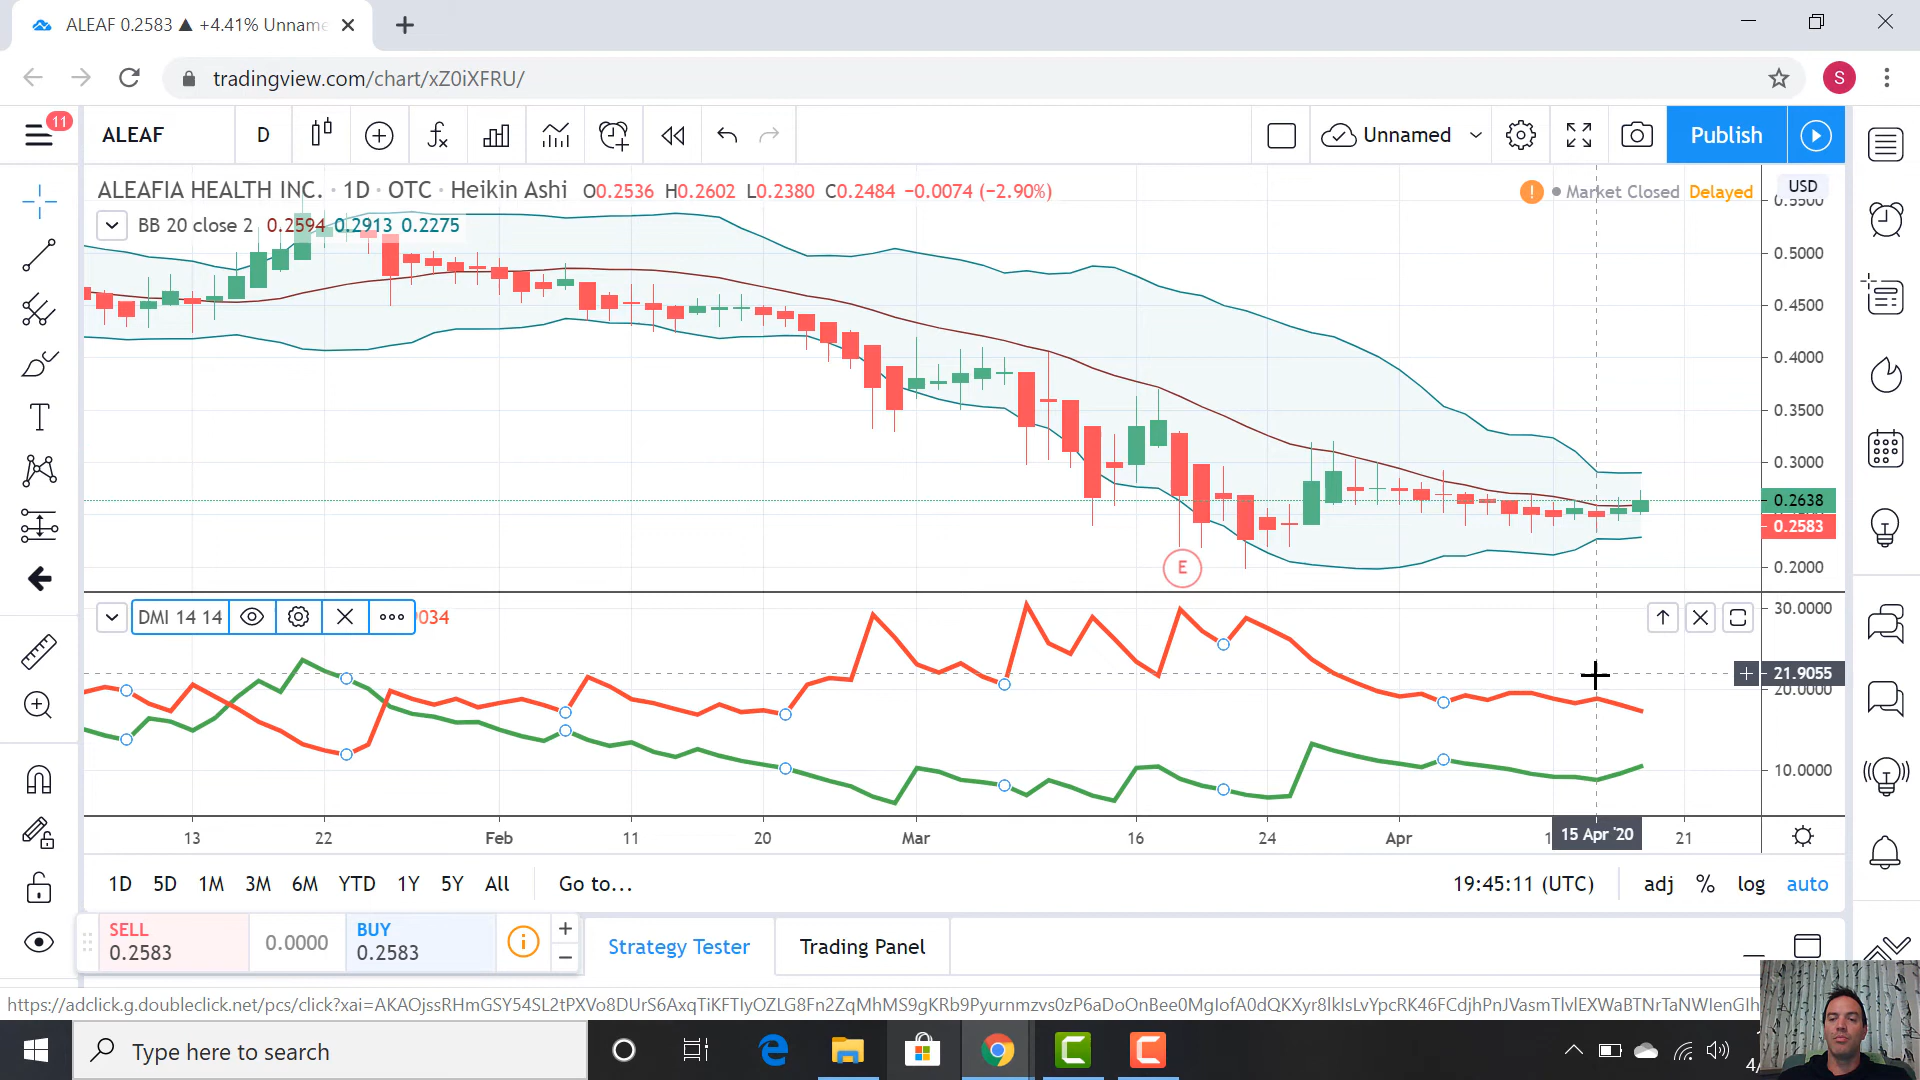 ALEAF 0.2583 ▲ +4.41% Unname
tradingview.com/chart/xZ0iXFRU/
S
11
ALEAF
D
Unnamed
Publish
ALEAFIA HEALTH INC. · 1D · OTC · Heikin Ashi O0.2536 H0.2602 L0.2380 C0.2484 −0.0074 (−2.90%)
Market Closed Delayed
USD
BB 20 close 2 0.2594 0.2913 0.2275
0.5500
0.5000
0.4500
0.4000
0.3500
0.3000
0.2638
0.2583
0.2000
E
DMI 14 14
034
30.0000
21.9055
20.0000
10.0000
13 22 Feb 11 20 Mar 16 24 Apr 15 Apr '20 21
1D 5D 1M 3M 6M YTD 1Y 5Y All Go to...
19:45:11 (UTC) adj % log auto
SELL
0.2583
0.0000
BUY
0.2583
Strategy Tester
Trading Panel
Type here to search
4/